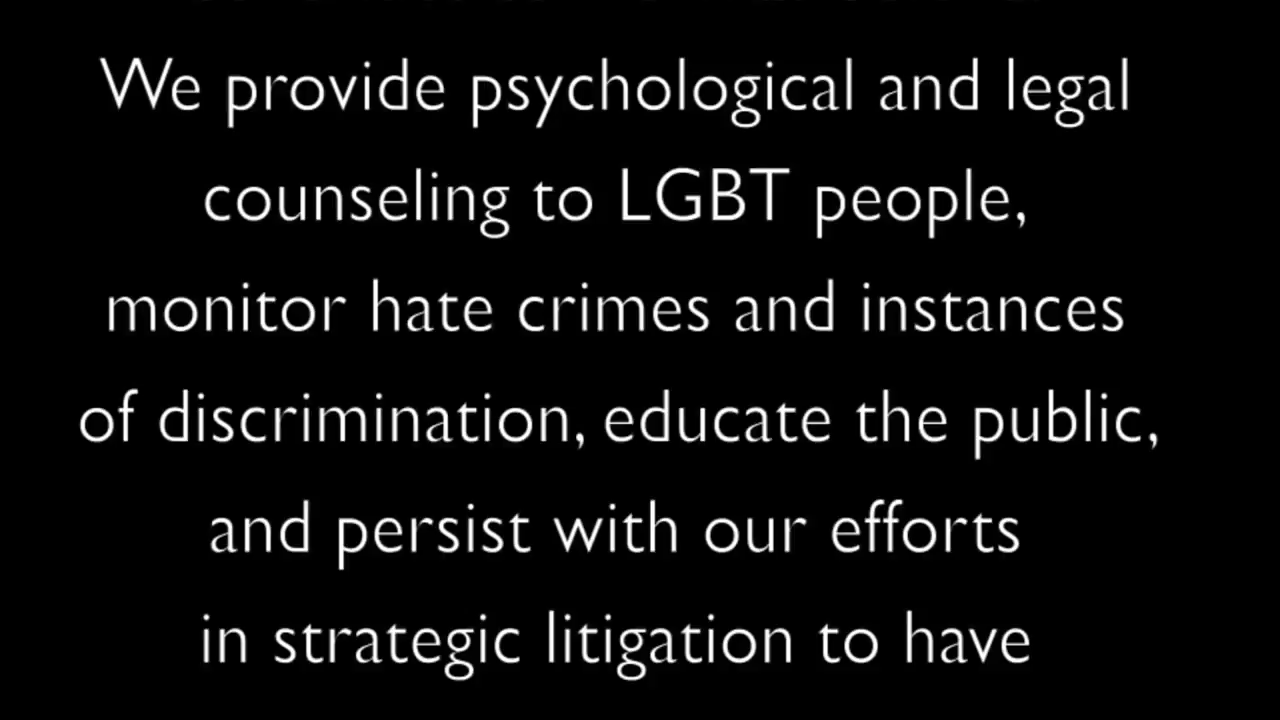 We provide psychological and legal
counseling to LGBT people,
monitor hate crimes and instances
of discrimination, educate the public,
and persist with our efforts
in strategic litigation to have